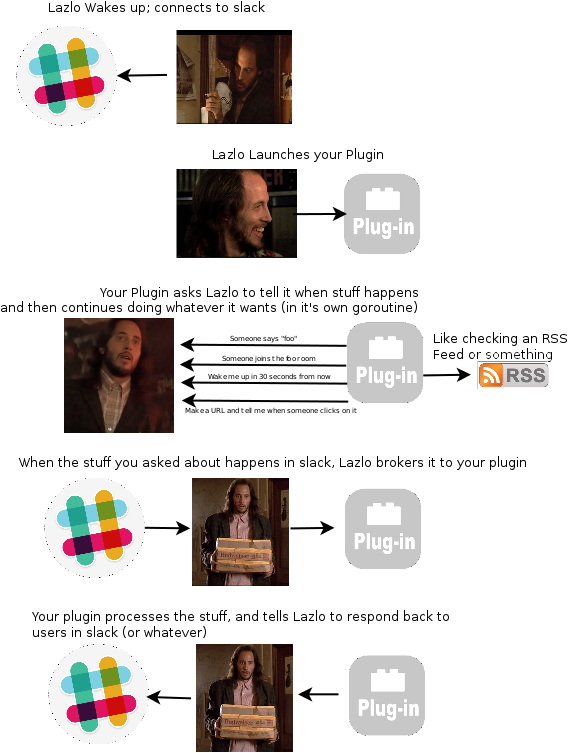 Lazlo Wakes up; connects to slack
Lazlo Launches your Plugin
Plug-in
Your Plugin asks Lazlo to tell it when stuff happens
and then continues doing whatever it wants (in it's own goroutine)
Someone says "foo"
Someone joins the foo room
Wake me up in 30 seconds from now
Make a URL and tell me when someone clicks on it
Plug-in
Like checking an RSS
Feed or something
RSS
When the stuff you asked about happens in slack, Lazlo brokers it to your plugin
Plug-in
Your plugin processes the stuff, and tells Lazlo to respond back to
users in slack (or whatever)
Plug-in